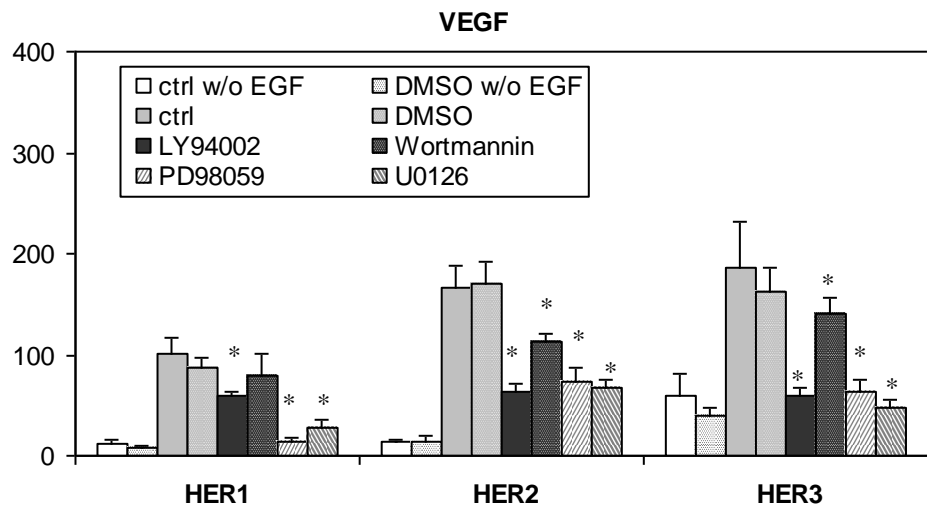 VEGF
400
300
200
100
0
ctrl w/o EGF DMSO w/o EGF
ctrl DMSO
LY94002 Wortmannin
PD98059 U0126
* * *
* * * *
* * * *
HER1 HER2 HER3